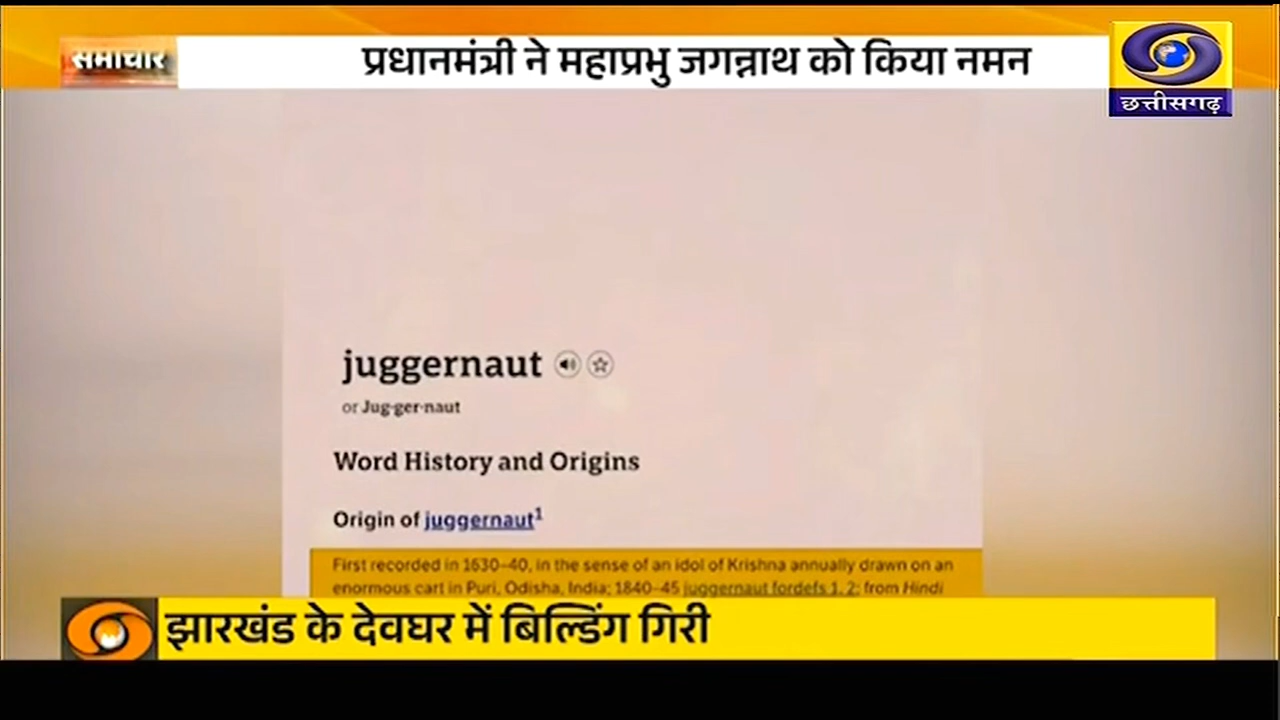 समाचार
प्रधानमंत्री ने महाप्रभु जगन्नाथ को किया नमन
छत्तीसगढ़
juggernaut
or Jug·ger·naut
Word History and Origins
Origin of juggernaut1
First recorded in 1630–40, in the sense of an idol of Krishna annually drawn on an
enormous cart in Puri, Odisha, India; 1840–45 juggernaut fordefs 1, 2; from Hindi
झारखंड के देवघर में बिल्डिंग गिरी